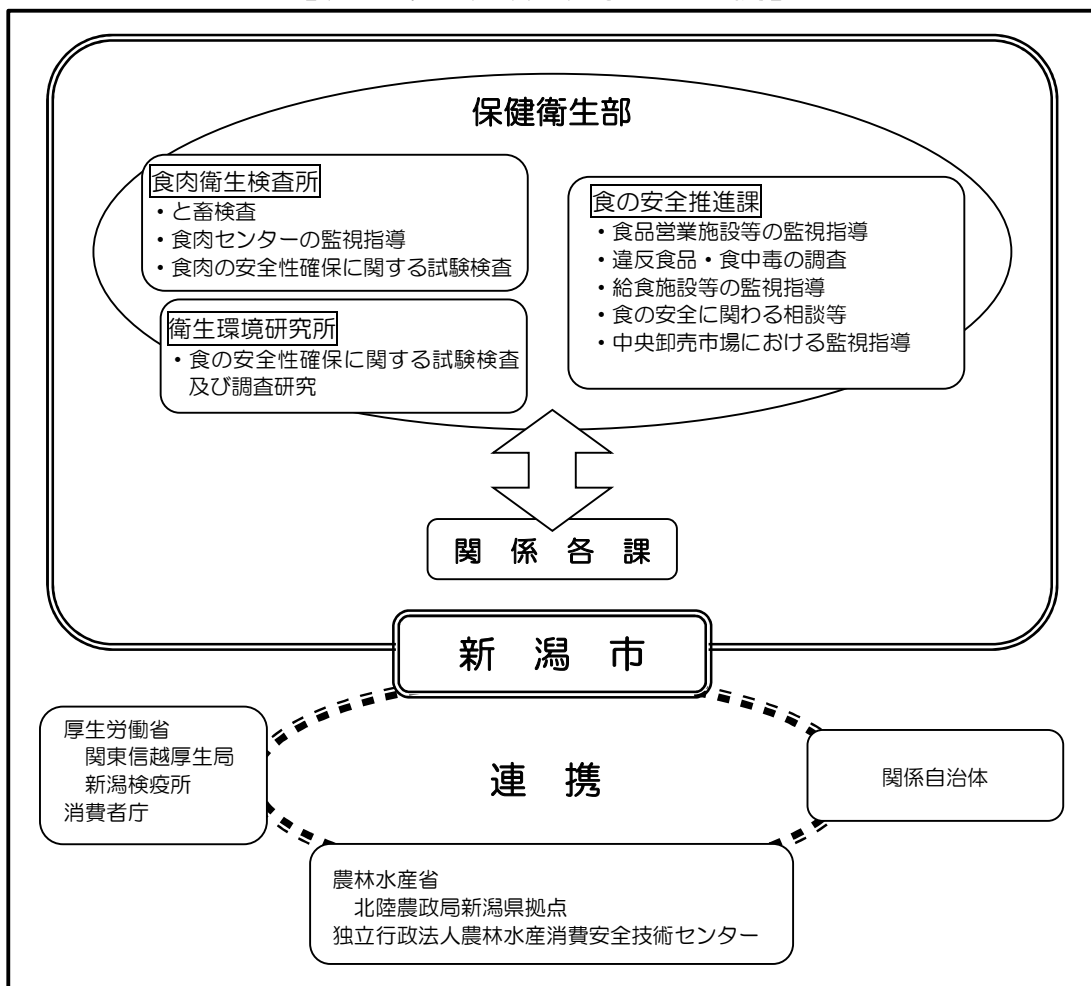 保健衛生部
食肉衛生検査所
・と畜検査
・食肉センターの監視指導
・食肉の安全性確保に関する試験検査
食の安全推進課
・食品営業施設等の監視指導
・違反食品・食中毒の調査
・給食施設等の監視指導
・食の安全に関わる相談等
・中央卸売市場における監視指導
衛生環境研究所
・食の安全性確保に関する試験検査
及び調査研究
関係各課
新潟市
厚生労働省
関東信越厚生局
新潟検疫所
消費者庁
連携
関係自治体
農林水産省
北陸農政局新潟県拠点
独立行政法人農林水産消費安全技術センター